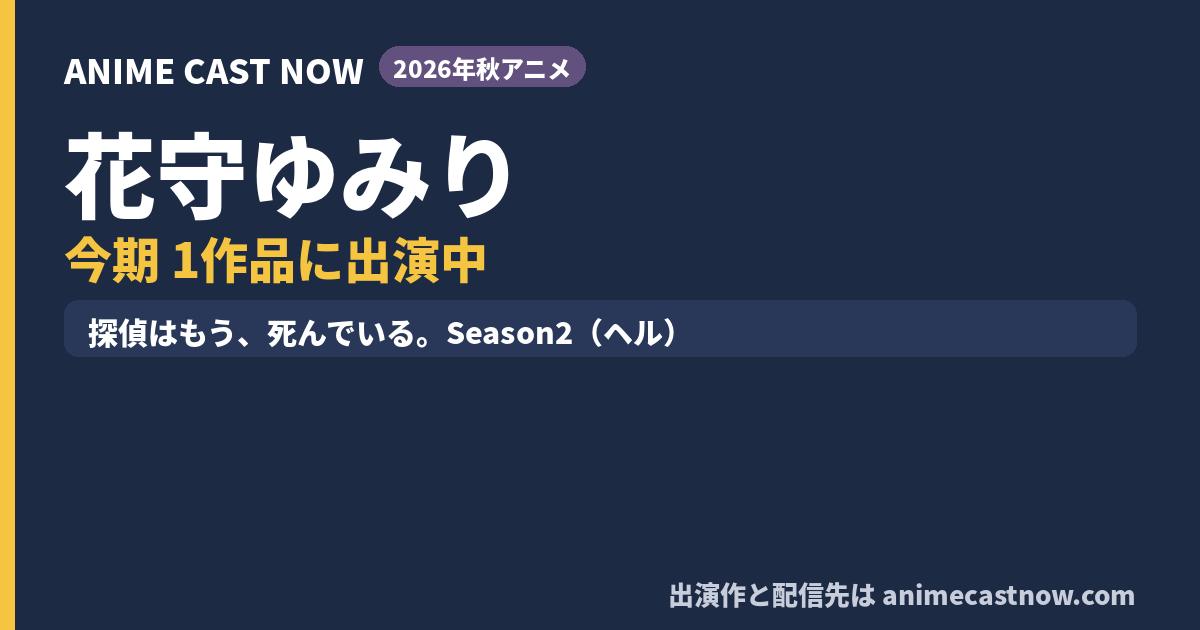 ANIME CAST NOW 2026年秋アニメ
花守ゆみり
今期 1作品に出演中
探偵はもう、死んでいる。Season2（ヘル）
出演作と配信先は animecastnow.com